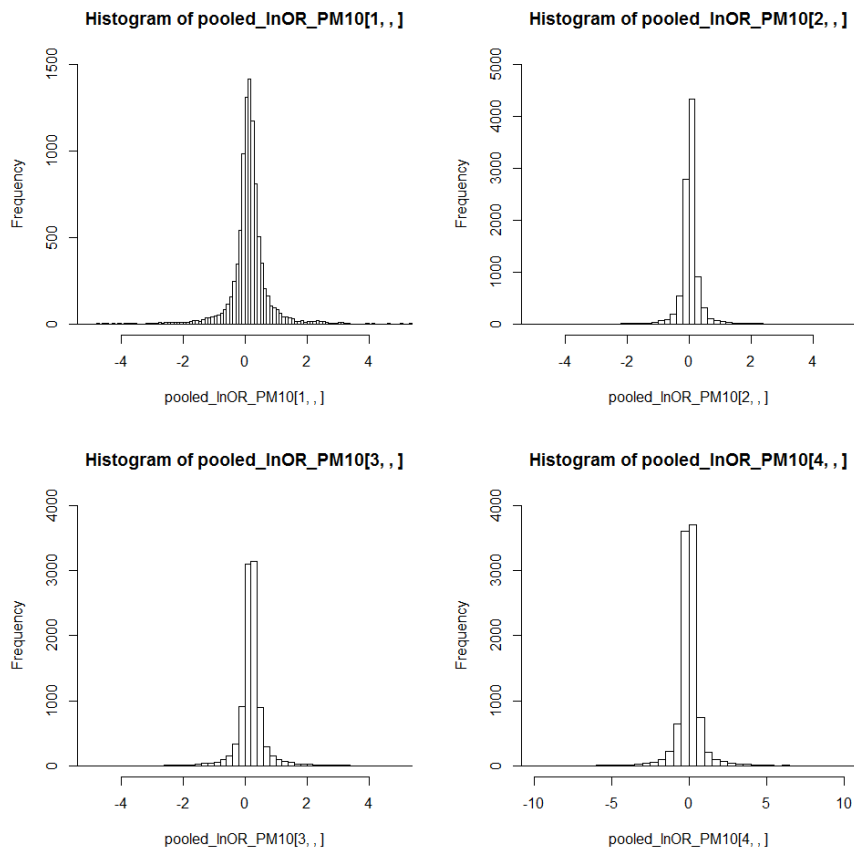 Histogram of pooled_lnOR_PM10[1, , ]
Frequency
0 500 1000 1500
-4 -2 0 2 4
pooled_lnOR_PM10[1, , ]
Histogram of pooled_lnOR_PM10[2, , ]
Frequency
0 1000 2000 3000 4000 5000
-4 -2 0 2 4
pooled_lnOR_PM10[2, , ]
Histogram of pooled_lnOR_PM10[3, , ]
Frequency
0 1000 2000 3000 4000
-4 -2 0 2 4
pooled_lnOR_PM10[3, , ]
Histogram of pooled_lnOR_PM10[4, , ]
Frequency
0 1000 2000 3000 4000
-10 -5 0 5 10
pooled_lnOR_PM10[4, , ]